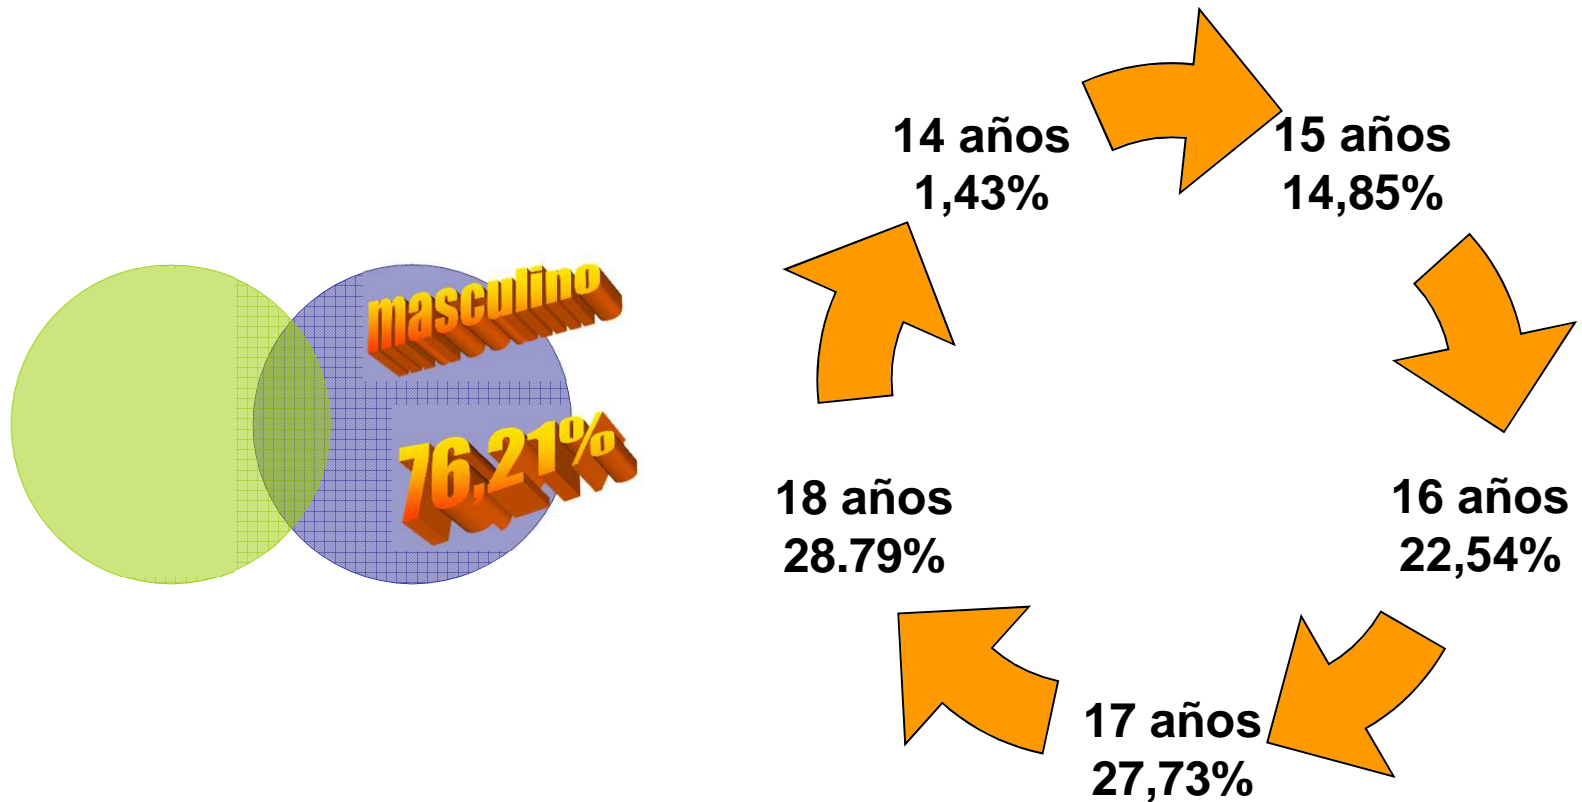 masculino
76,21%
14 años
1,43%
15 años
14,85%
16 años
22,54%
17 años
27,73%
18 años
28.79%